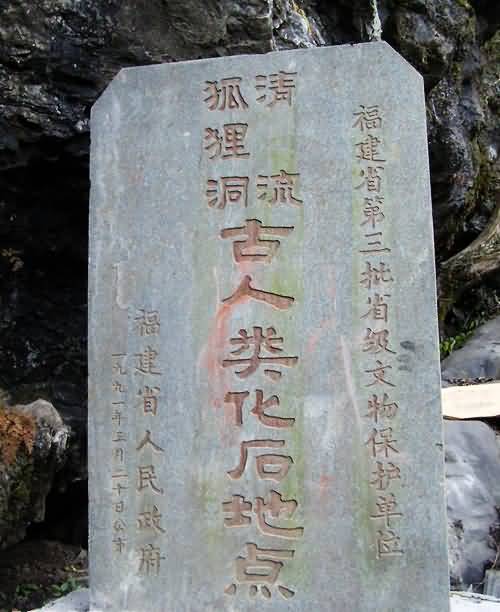 福建省第三批省级文物保护单位
清流
狐狸洞
古人类化石地点
福建省人民政府
一九九一年三月二十日公布